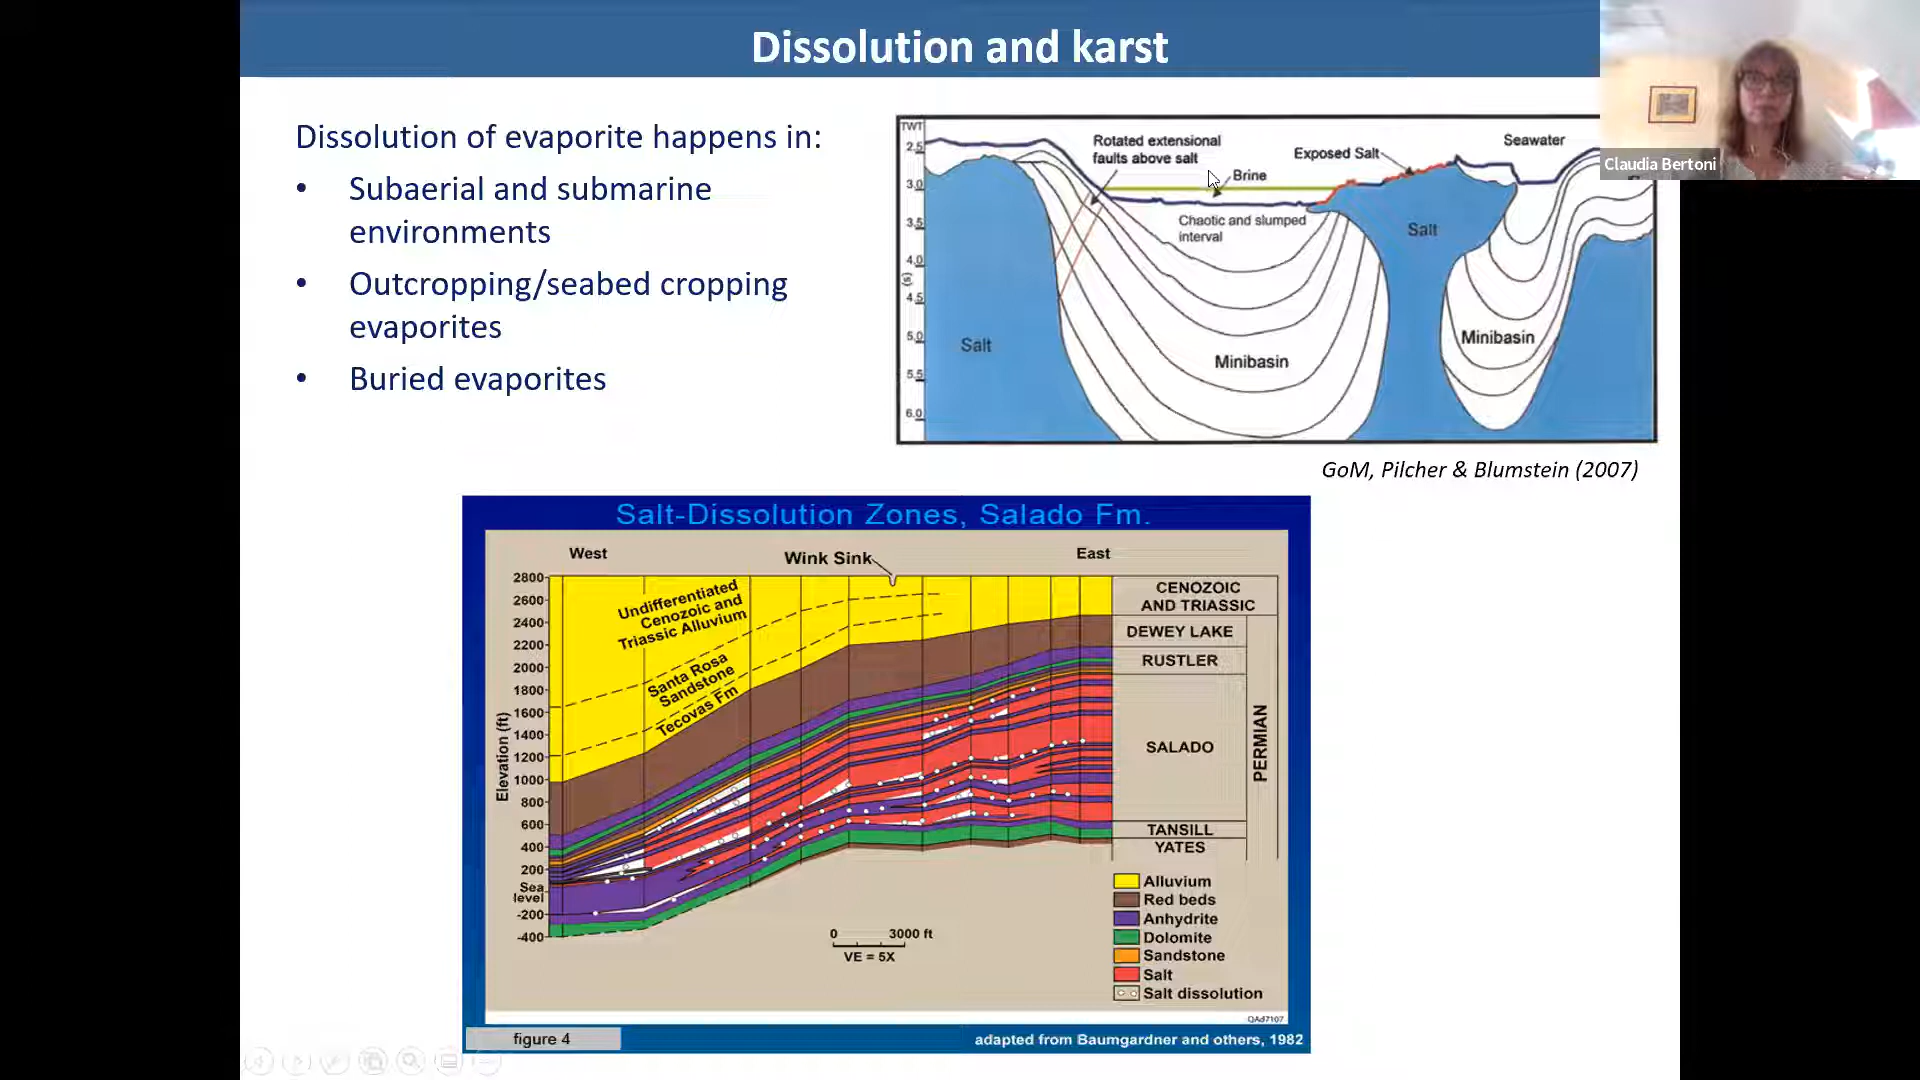 Dissolution and karst
Claudia Bertoni
Dissolution of evaporite happens in:
• Subaerial and submarine
environments
• Outcropping/seabed cropping
evaporites
• Buried evaporites
TWT
2.5
3.0
3.5
4.0
(s)
4.5
5.0
5.5
6.0
Rotated extensional
faults above salt
Brine
Exposed Salt
Seawater
Chaotic and slumped
interval
Salt
Salt
Minibasin
Minibasin
GoM, Pilcher & Blumstein (2007)
Salt-Dissolution Zones, Salado Fm.
West
Wink Sink
East
Elevation (ft)
2800
2600
2400
2200
2000
1800
1600
1400
1200
1000
800
600
400
200
Sea
level
-200
-400
Undifferentiated
Cenozoic and
Triassic Alluvium
Santa Rosa
Sandstone
Tecovas Fm
CENOZOIC
AND TRIASSIC
DEWEY LAKE
RUSTLER
SALADO
TANSILL
YATES
PERMIAN
0 3000 ft
VE = 5X
Alluvium
Red beds
Anhydrite
Dolomite
Sandstone
Salt
Salt dissolution
QAd7107
figure 4
adapted from Baumgardner and others, 1982